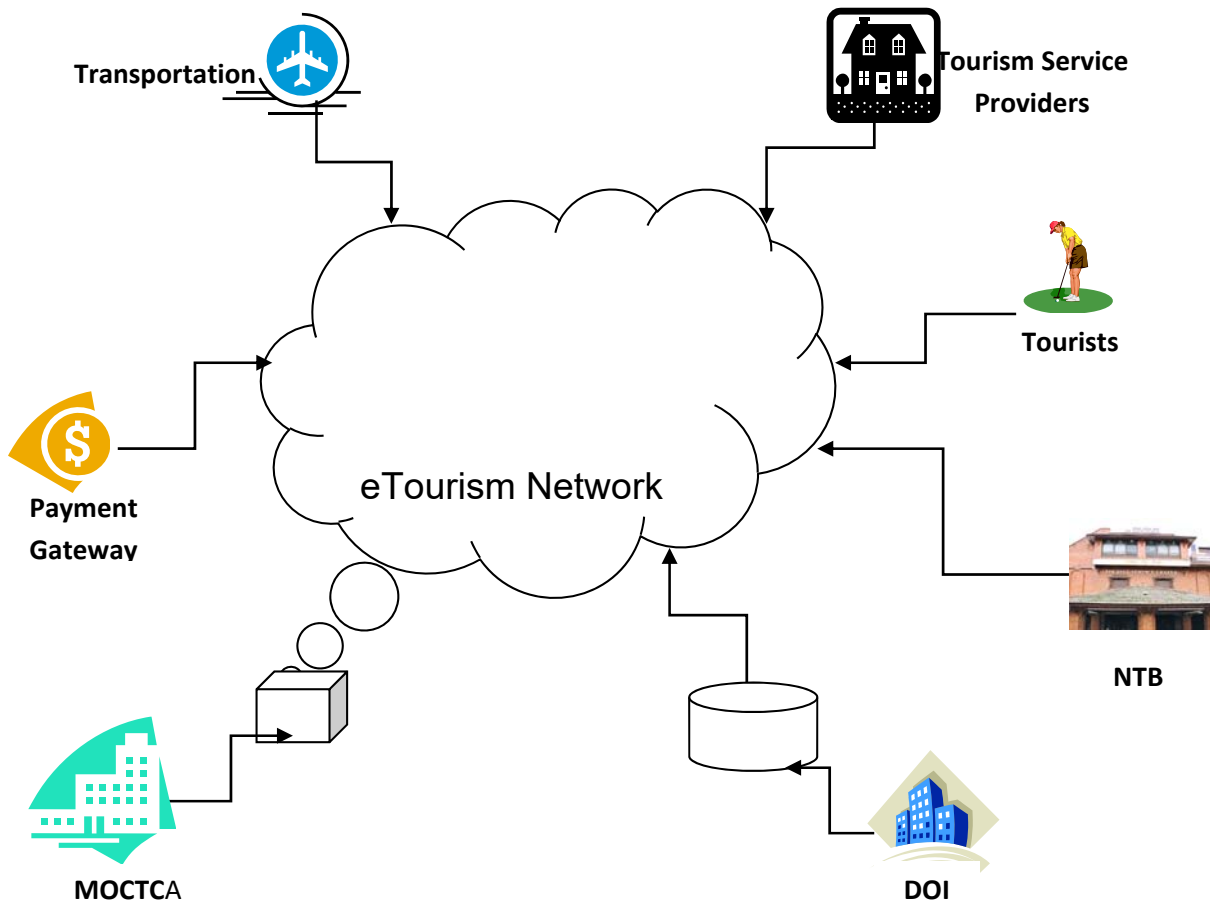 Transportation
Tourism Service
Providers
Tourists
$
eTourism Network
Payment
Gateway
NTB
MOCTCA
DOI